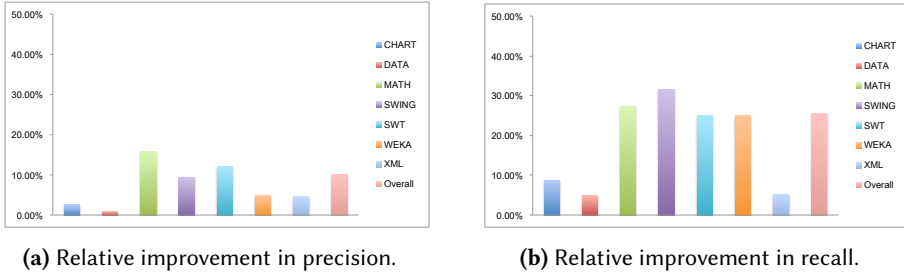 50.00%
40.00%
30.00%
20.00%
10.00%
0.00%
CHART
DATA
MATH
SWING
SWT
WEKA
XML
Overall
(a) Relative improvement in precision.
50.00%
40.00%
30.00%
20.00%
10.00%
0.00%
CHART
DATA
MATH
SWING
SWT
WEKA
XML
Overall
(b) Relative improvement in recall.